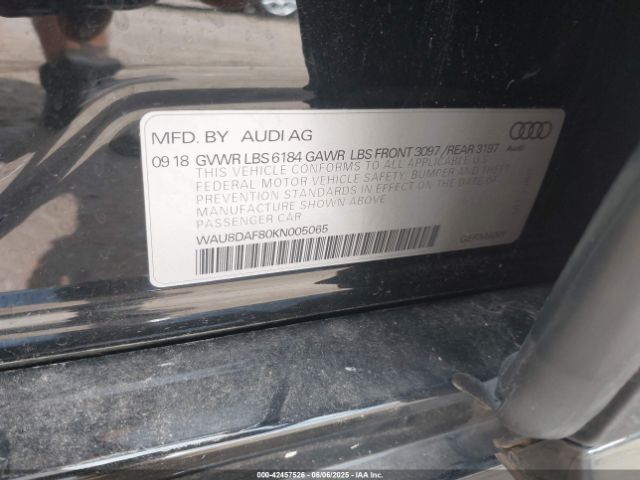 MFD. BY AUDI AG
09 18 GVWR LBS 6184 GAWR LBS FRONT 3097 /REAR 3197
Audi
THIS VEHICLE CONFORMS TO ALL APPLICABLE U.S.
FEDERAL MOTOR VEHICLE SAFETY, BUMPER AND THEFT
PREVENTION STANDARDS IN EFFECT ON THE DATE OF
MANUFACTURE SHOWN ABOVE
PASSENGER CAR
WAU8DAF80KN005065
GERMANY
000-42457526 - 06/06/2025 - IAA Inc.